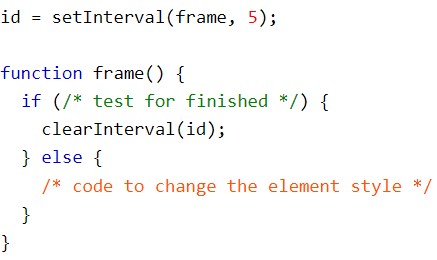 id = setInterval(frame, 5);

function frame() {
  if (/* test for finished */) {
    clearInterval(id);
  } else {
    /* code to change the element style */
  }
}